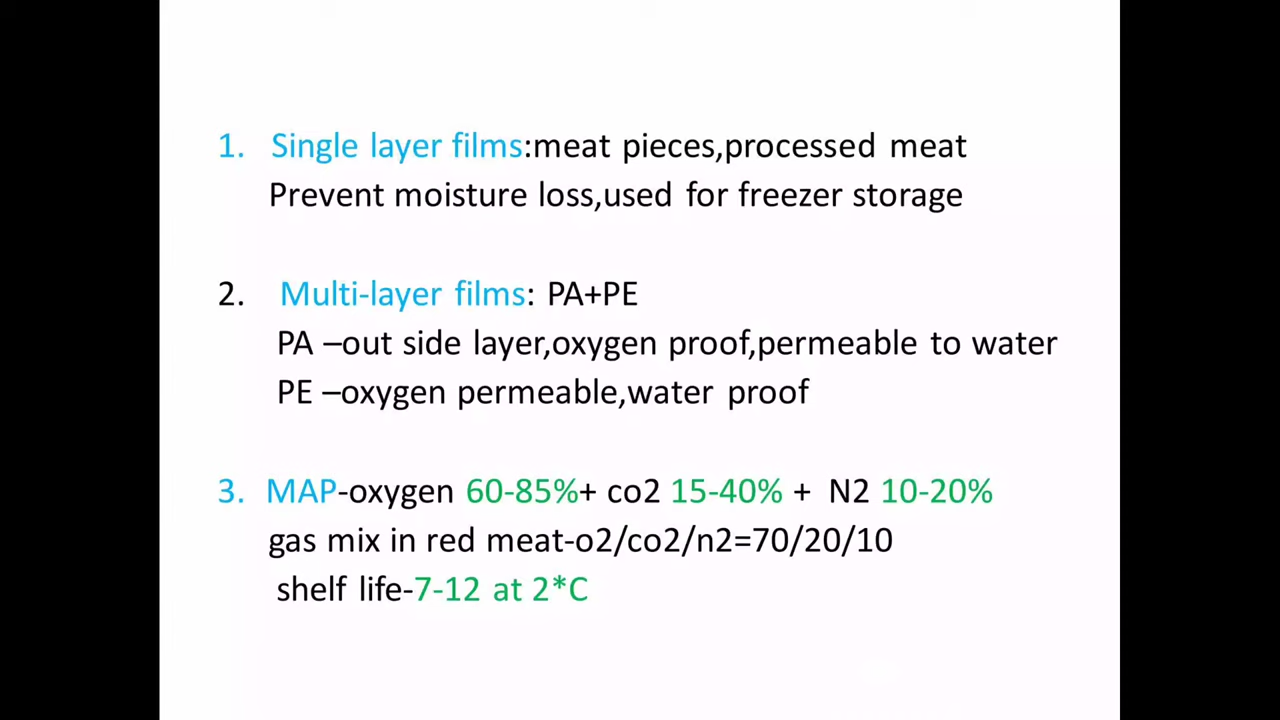 1. Single layer films:meat pieces,processed meat
Prevent moisture loss,used for freezer storage
2. Multi-layer films: PA+PE
PA –out side layer,oxygen proof,permeable to water
PE –oxygen permeable,water proof
3. MAP-oxygen 60-85%+ co2 15-40% + N2 10-20%
gas mix in red meat-o2/co2/n2=70/20/10
shelf life-7-12 at 2*C